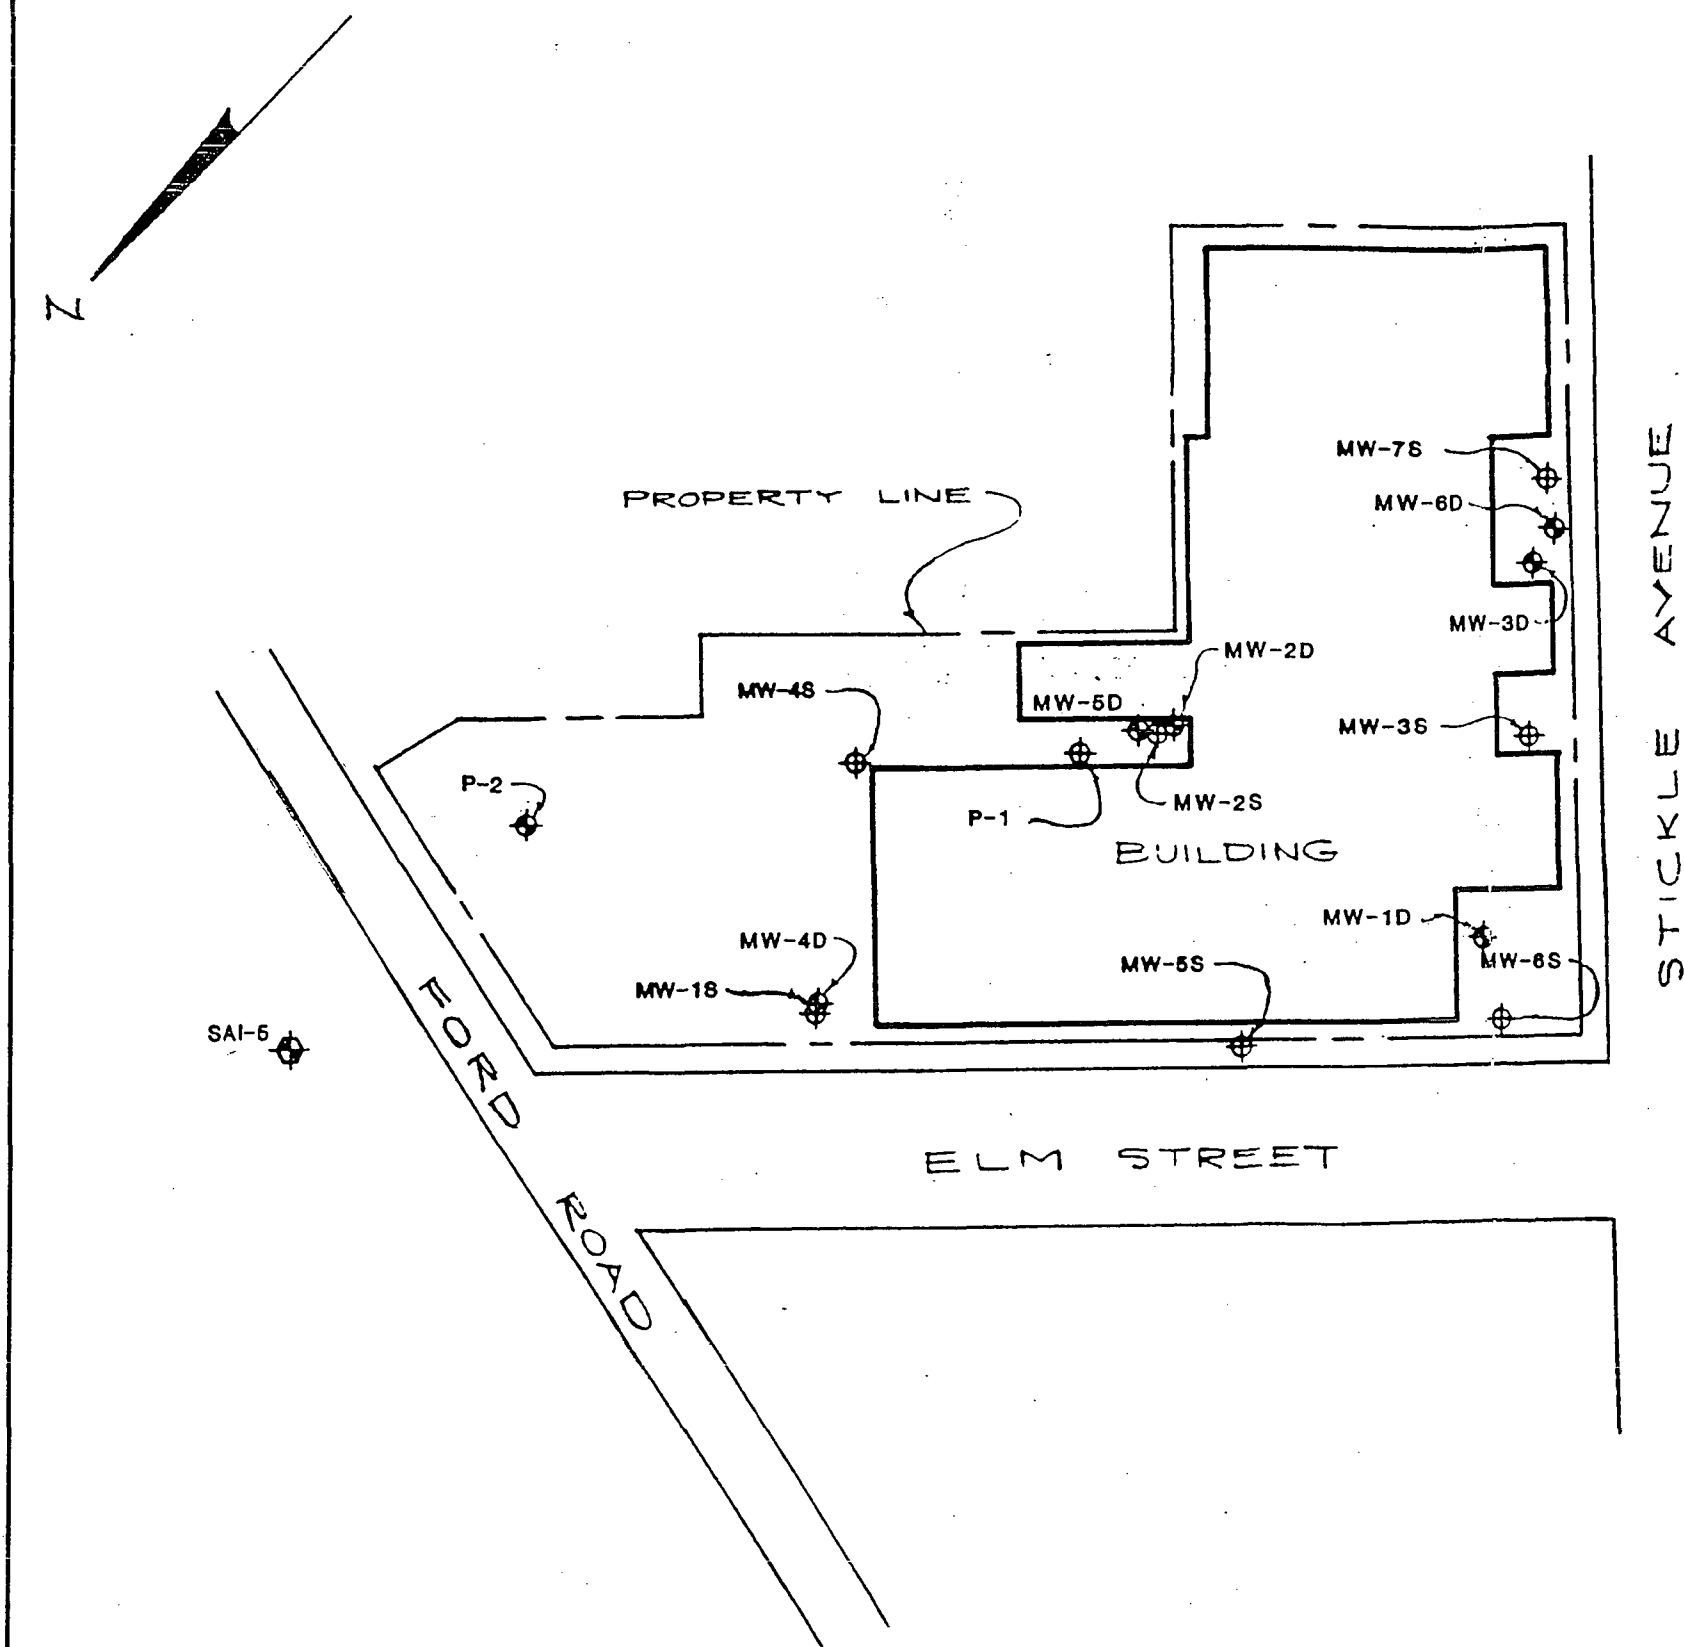 N
MW-7S
MW-6D
PROPERTY LINE
MW-3D
MW-2D
MW-4S
MW-5D
MW-3S
P-2
MW-2S
P-1
BUILDING
MW-1D
MW-4D
MW-5S
MW-6S
MW-1S
SAI-5
FORD ROAD
ELM STREET
STICKLE AVENUE